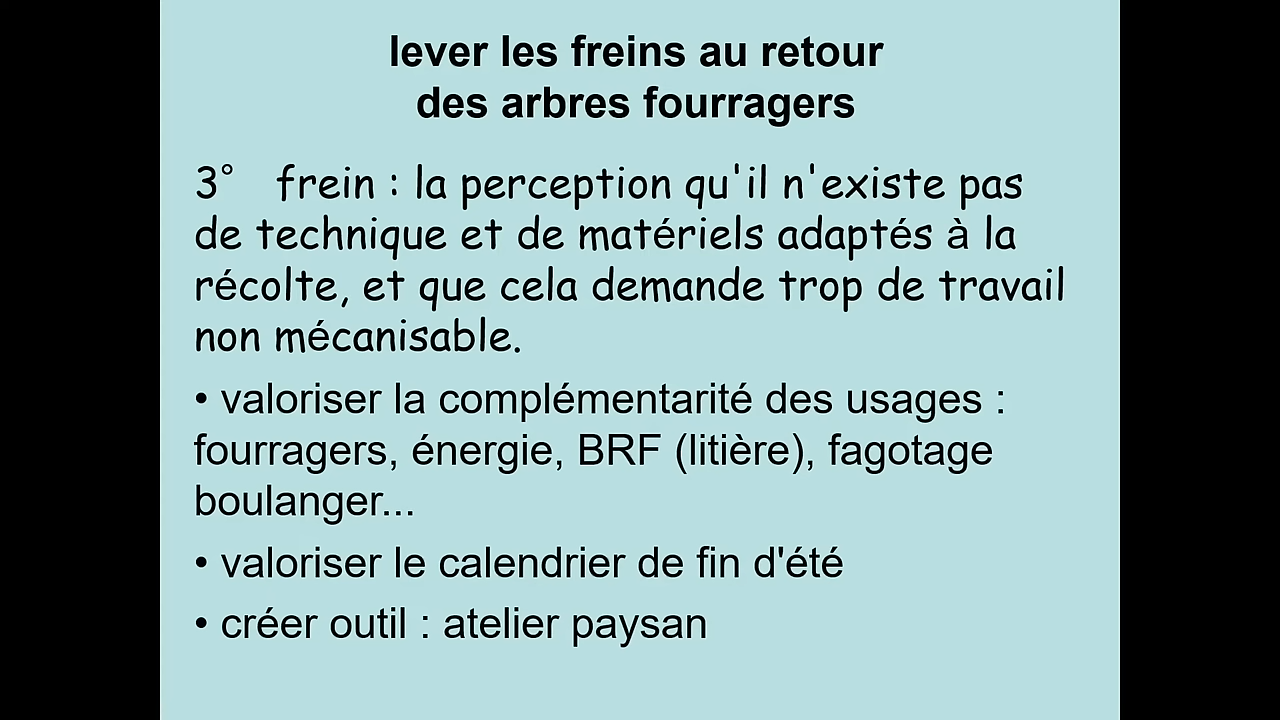 lever les freins au retour
des arbres fourragers
3° frein : la perception qu'il n'existe pas
de technique et de matériels adaptés à la
récolte, et que cela demande trop de travail
non mécanisable.
• valoriser la complémentarité des usages :
fourragers, énergie, BRF (litière), fagotage
boulanger...
• valoriser le calendrier de fin d'été
• créer outil : atelier paysan